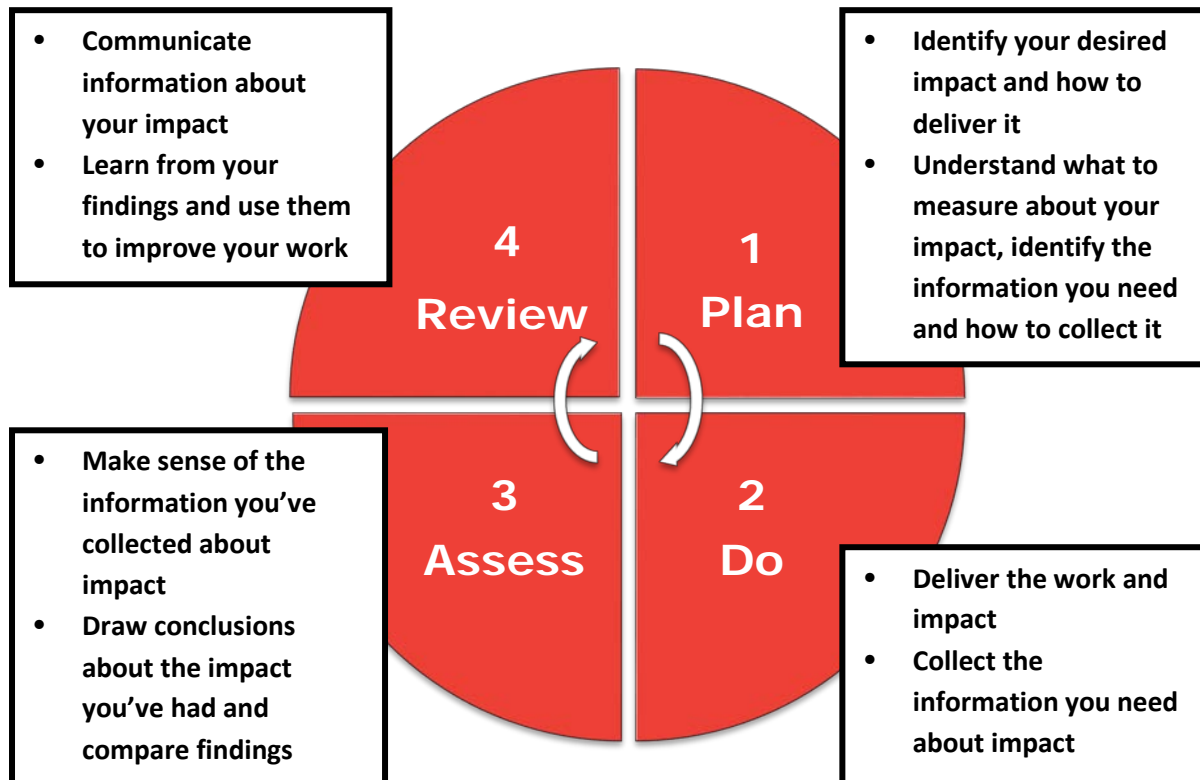 • Communicate
information about
your impact
• Learn from your
findings and use them
to improve your work
• Identify your desired
impact and how to
deliver it
• Understand what to
measure about your
impact, identify the
information you need
and how to collect it
4
Review
1
Plan
3
Assess
2
Do
• Make sense of the
information you’ve
collected about
impact
• Draw conclusions
about the impact
you’ve had and
compare findings
• Deliver the work and
impact
• Collect the
information you need
about impact